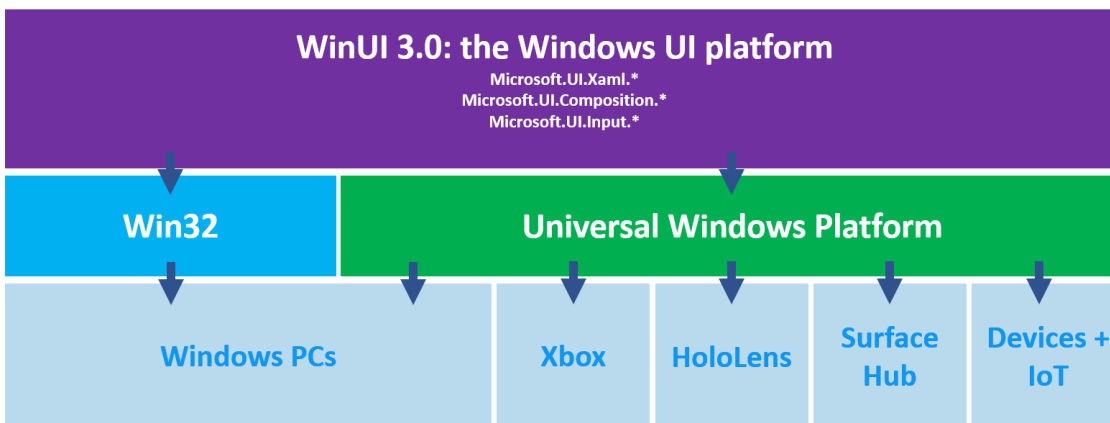 WinUI 3.0: the Windows UI platform
Microsoft.UI.Xaml.*
Microsoft.UI.Composition.*
Microsoft.UI.Input.*
Win32
Universal Windows Platform
Windows PCs
Xbox
HoloLens
Surface
Hub
Devices +
IoT